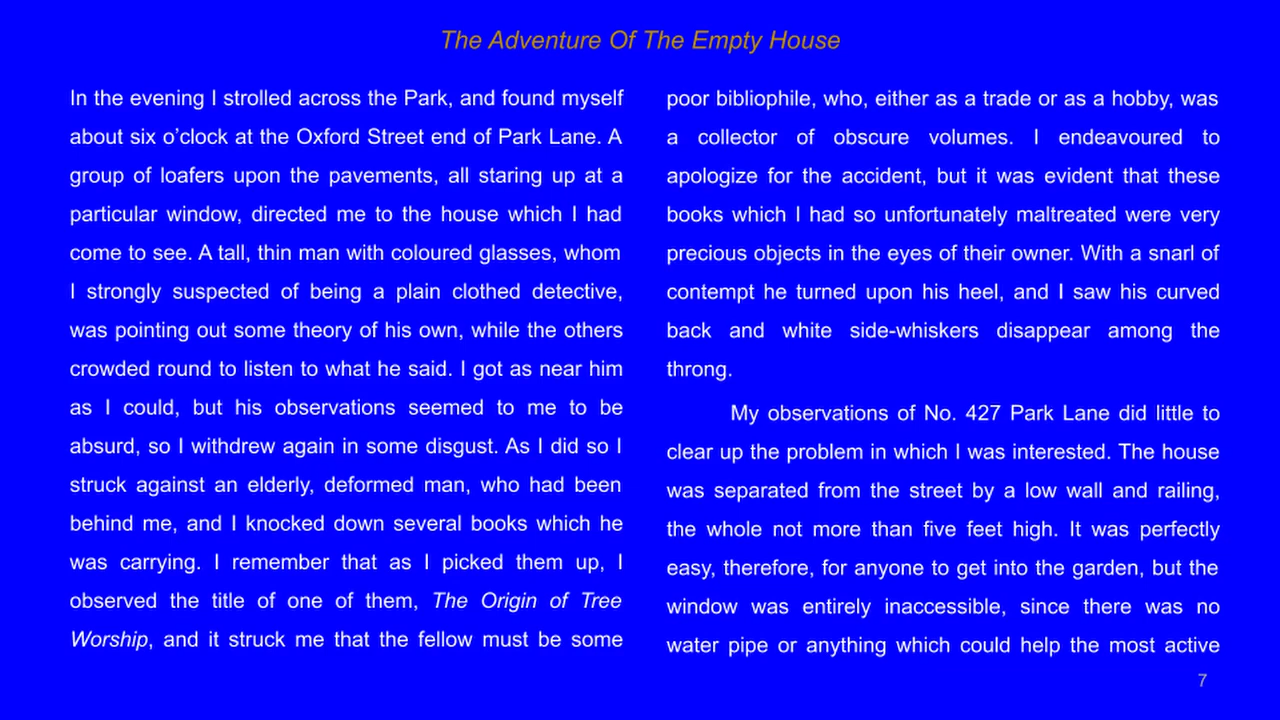 The Adventure Of The Empty House
In the evening I strolled across the Park, and found myself
about six o’clock at the Oxford Street end of Park Lane. A
group of loafers upon the pavements, all staring up at a
particular window, directed me to the house which I had
come to see. A tall, thin man with coloured glasses, whom
I strongly suspected of being a plain clothed detective,
was pointing out some theory of his own, while the others
crowded round to listen to what he said. I got as near him
as I could, but his observations seemed to me to be
absurd, so I withdrew again in some disgust. As I did so I
struck against an elderly, deformed man, who had been
behind me, and I knocked down several books which he
was carrying. I remember that as I picked them up, I
observed the title of one of them, The Origin of Tree
Worship, and it struck me that the fellow must be some
poor bibliophile, who, either as a trade or as a hobby, was
a collector of obscure volumes. I endeavoured to
apologize for the accident, but it was evident that these
books which I had so unfortunately maltreated were very
precious objects in the eyes of their owner. With a snarl of
contempt he turned upon his heel, and I saw his curved
back and white side-whiskers disappear among the
throng.
My observations of No. 427 Park Lane did little to
clear up the problem in which I was interested. The house
was separated from the street by a low wall and railing,
the whole not more than five feet high. It was perfectly
easy, therefore, for anyone to get into the garden, but the
window was entirely inaccessible, since there was no
water pipe or anything which could help the most active
7